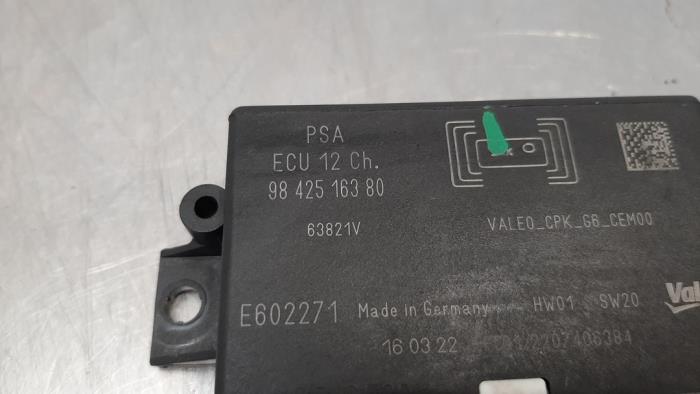 PSA
ECU 12 Ch.
98 425 163 80
63821V
VALEO_CPK_G6_CEM00
E602271 Made in Germany HW01 SW20
16 03 22